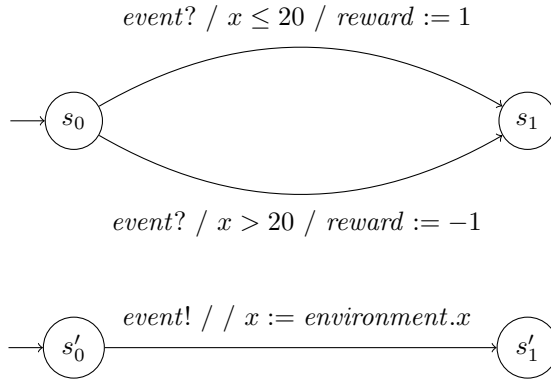 event? / x ≤ 20 / reward := 1
s₀ s₁
event? / x > 20 / reward := −1
event! / / x := environment.x
s′₀ s′₁